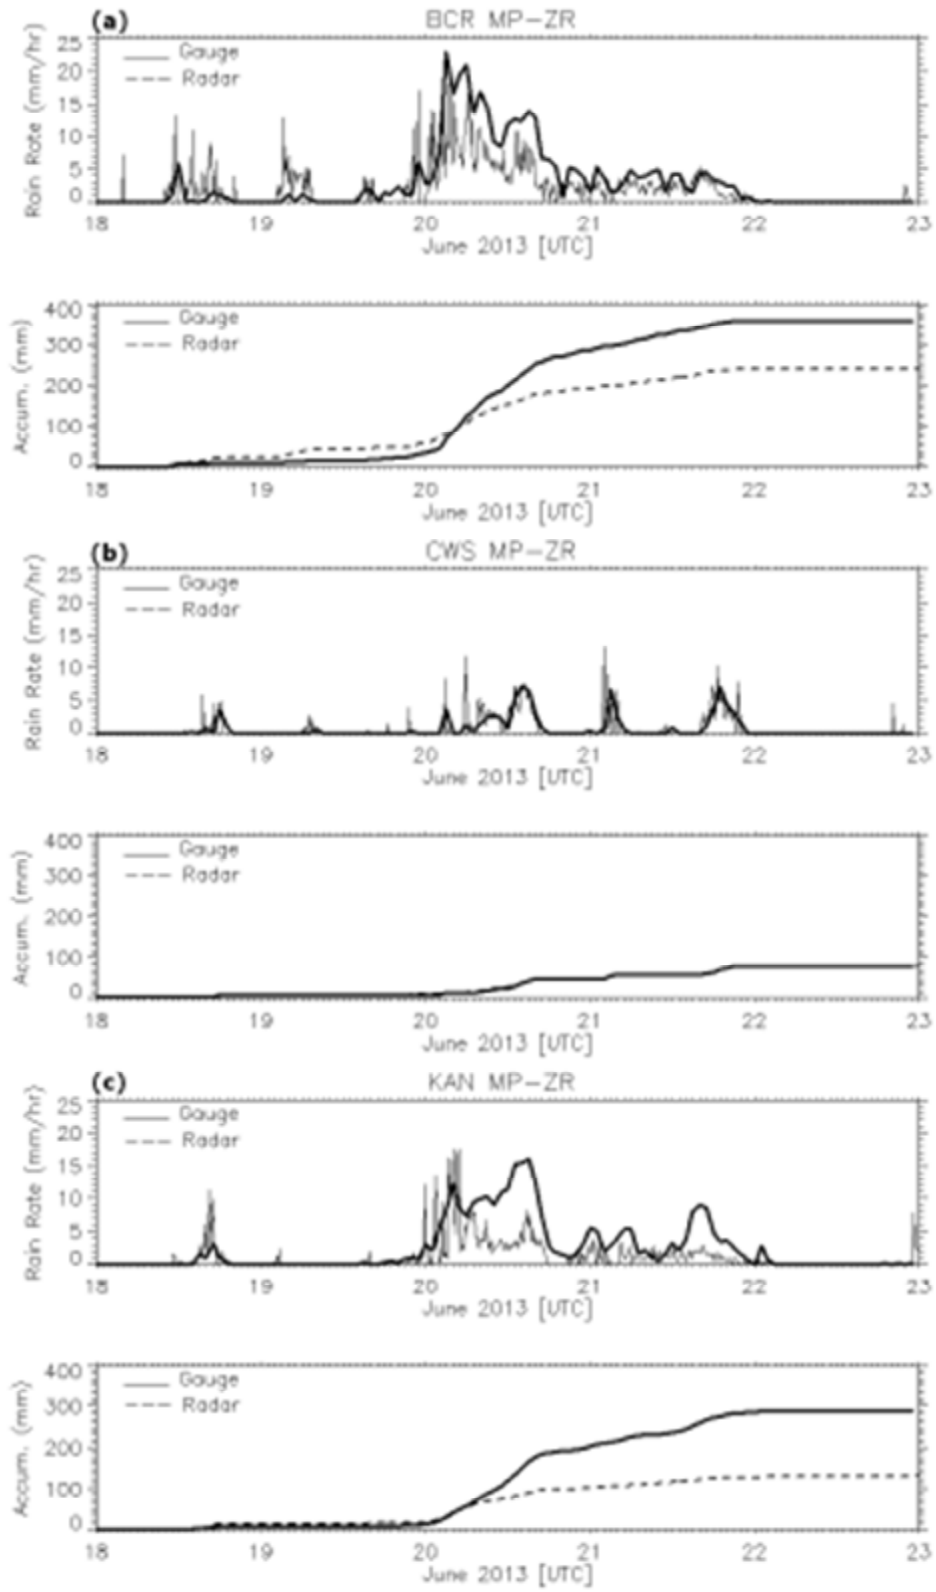 (a) BCR MP-ZR
Rain Rate (mm/hr)
25
20
15
10
5
0
Gauge
Radar
18 19 20 21 22 23
June 2013 [UTC]
Accum. (mm)
400
300
200
100
0
Gauge
Radar
18 19 20 21 22 23
June 2013 [UTC]
(b) CWS MP-ZR
Rain Rate (mm/hr)
25
20
15
10
5
0
Gauge
Radar
18 19 20 21 22 23
June 2013 [UTC]
Accum. (mm)
400
300
200
100
0
Gauge
Radar
18 19 20 21 22 23
June 2013 [UTC]
(c) KAN MP-ZR
Rain Rate (mm/hr)
25
20
15
10
5
0
Gauge
Radar
18 19 20 21 22 23
June 2013 [UTC]
Accum. (mm)
400
300
200
100
0
Gauge
Radar
18 19 20 21 22 23
June 2013 [UTC]